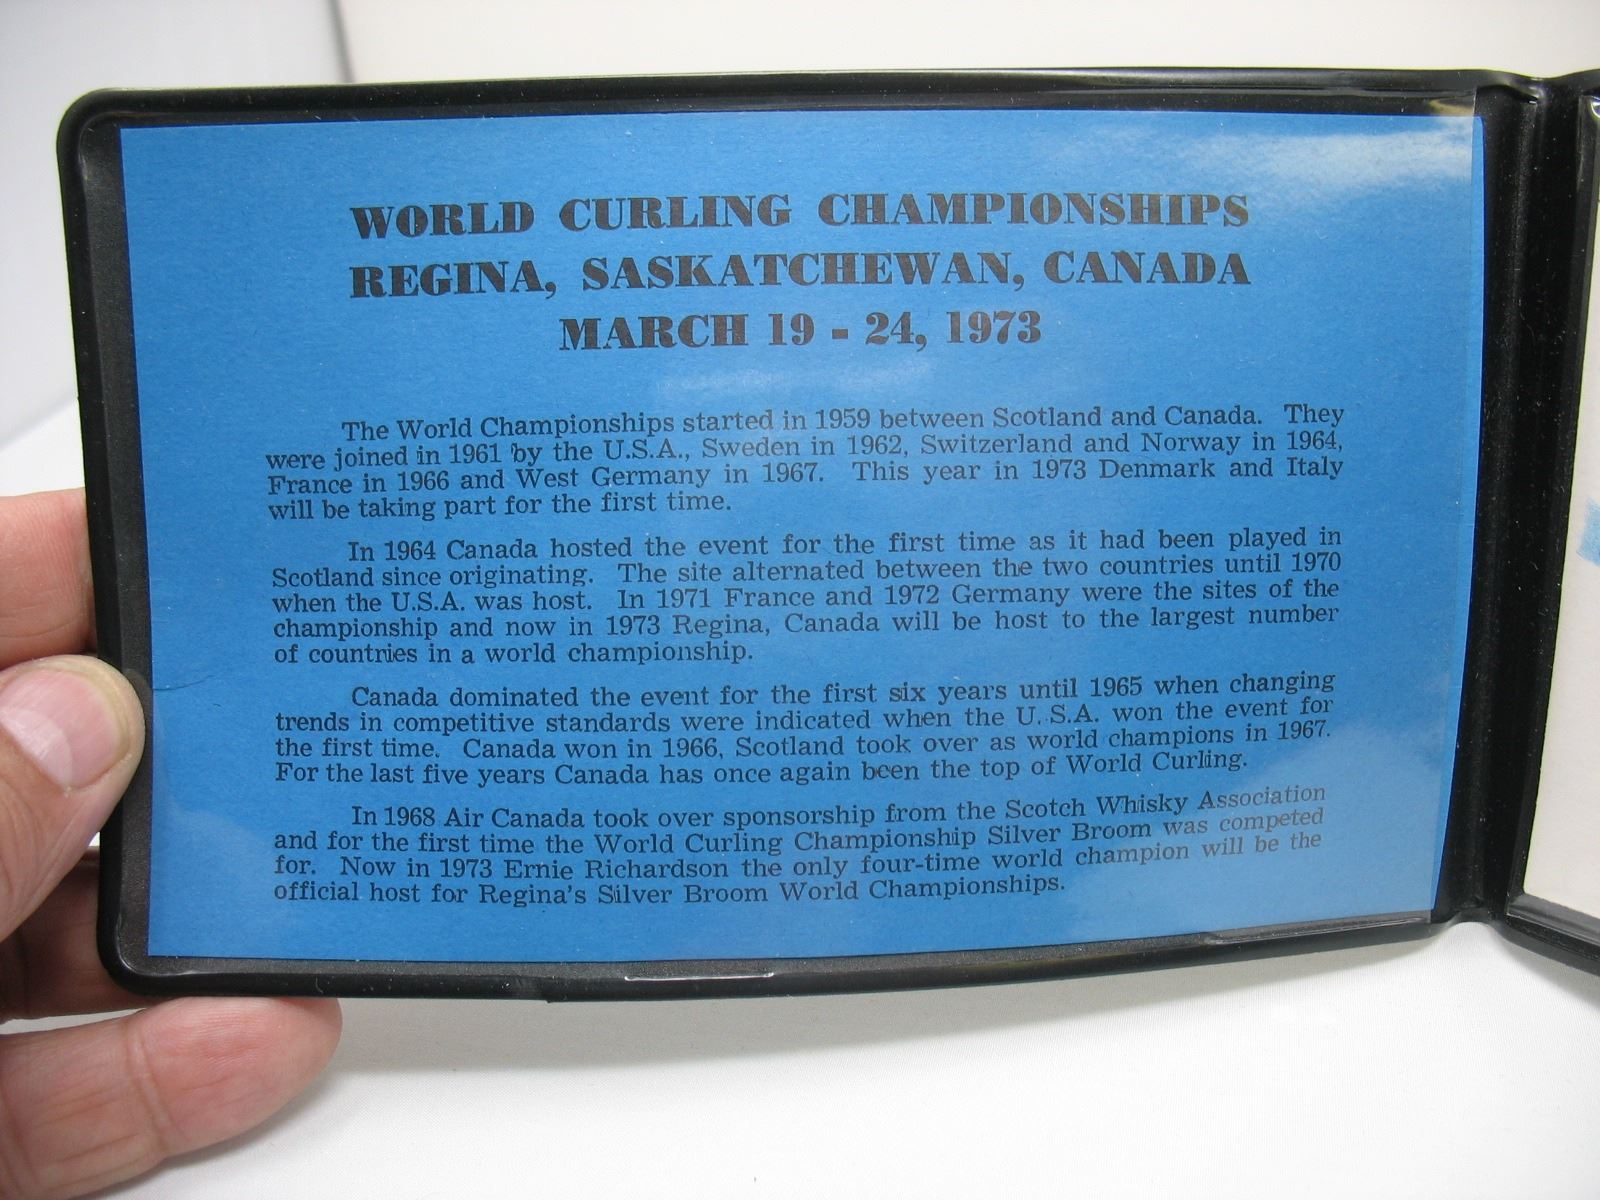 WORLD CURLING CHAMPIONSHIPS
REGINA, SASKATCHEWAN, CANADA
MARCH 19 - 24, 1973
The World Championships started in 1959 between Scotland and Canada. They
were joined in 1961 by the U.S.A., Sweden in 1962, Switzerland and Norway in 1964,
France in 1966 and West Germany in 1967. This year in 1973 Denmark and Italy
will be taking part for the first time.
In 1964 Canada hosted the event for the first time as it had been played in
Scotland since originating. The site alternated between the two countries until 1970
when the U.S.A. was host. In 1971 France and 1972 Germany were the sites of the
championship and now in 1973 Regina, Canada will be host to the largest number
of countries in a world championship.
Canada dominated the event for the first six years until 1965 when changing
trends in competitive standards were indicated when the U.S.A. won the event for
the first time. Canada won in 1966, Scotland took over as world champions in 1967.
For the last five years Canada has once again been the top of World Curling.
In 1968 Air Canada took over sponsorship from the Scotch Whisky Association
and for the first time the World Curling Championship Silver Broom was competed
for. Now in 1973 Ernie Richardson the only four-time world champion will be the
official host for Regina's Silver Broom World Championships.